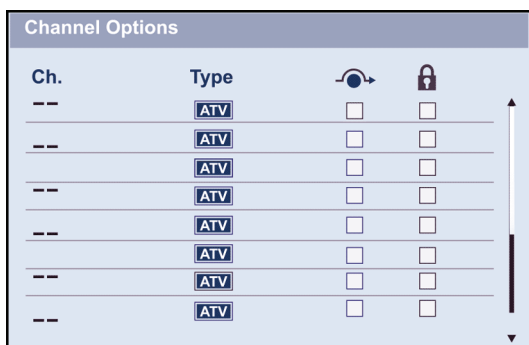 Channel Options
Ch. Type
-- ATV
-- ATV
ATV
-- ATV
-- ATV
ATV
-- ATV
-- ATV